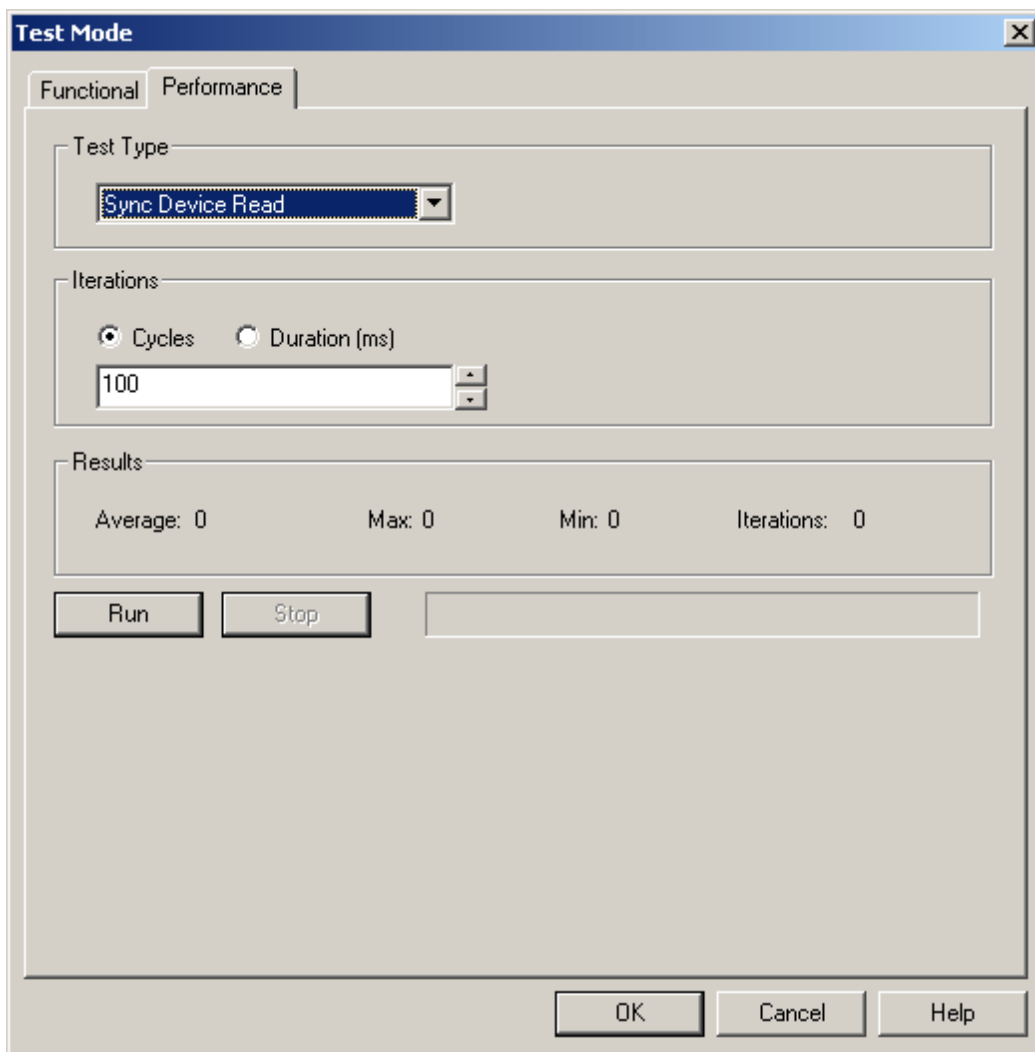 Test Mode
Functional Performance
Test Type
Sync Device Read
Iterations
Cycles Duration (ms)
100
Results
Average: 0 Max: 0 Min: 0 Iterations: 0
Run Stop
OK Cancel Help